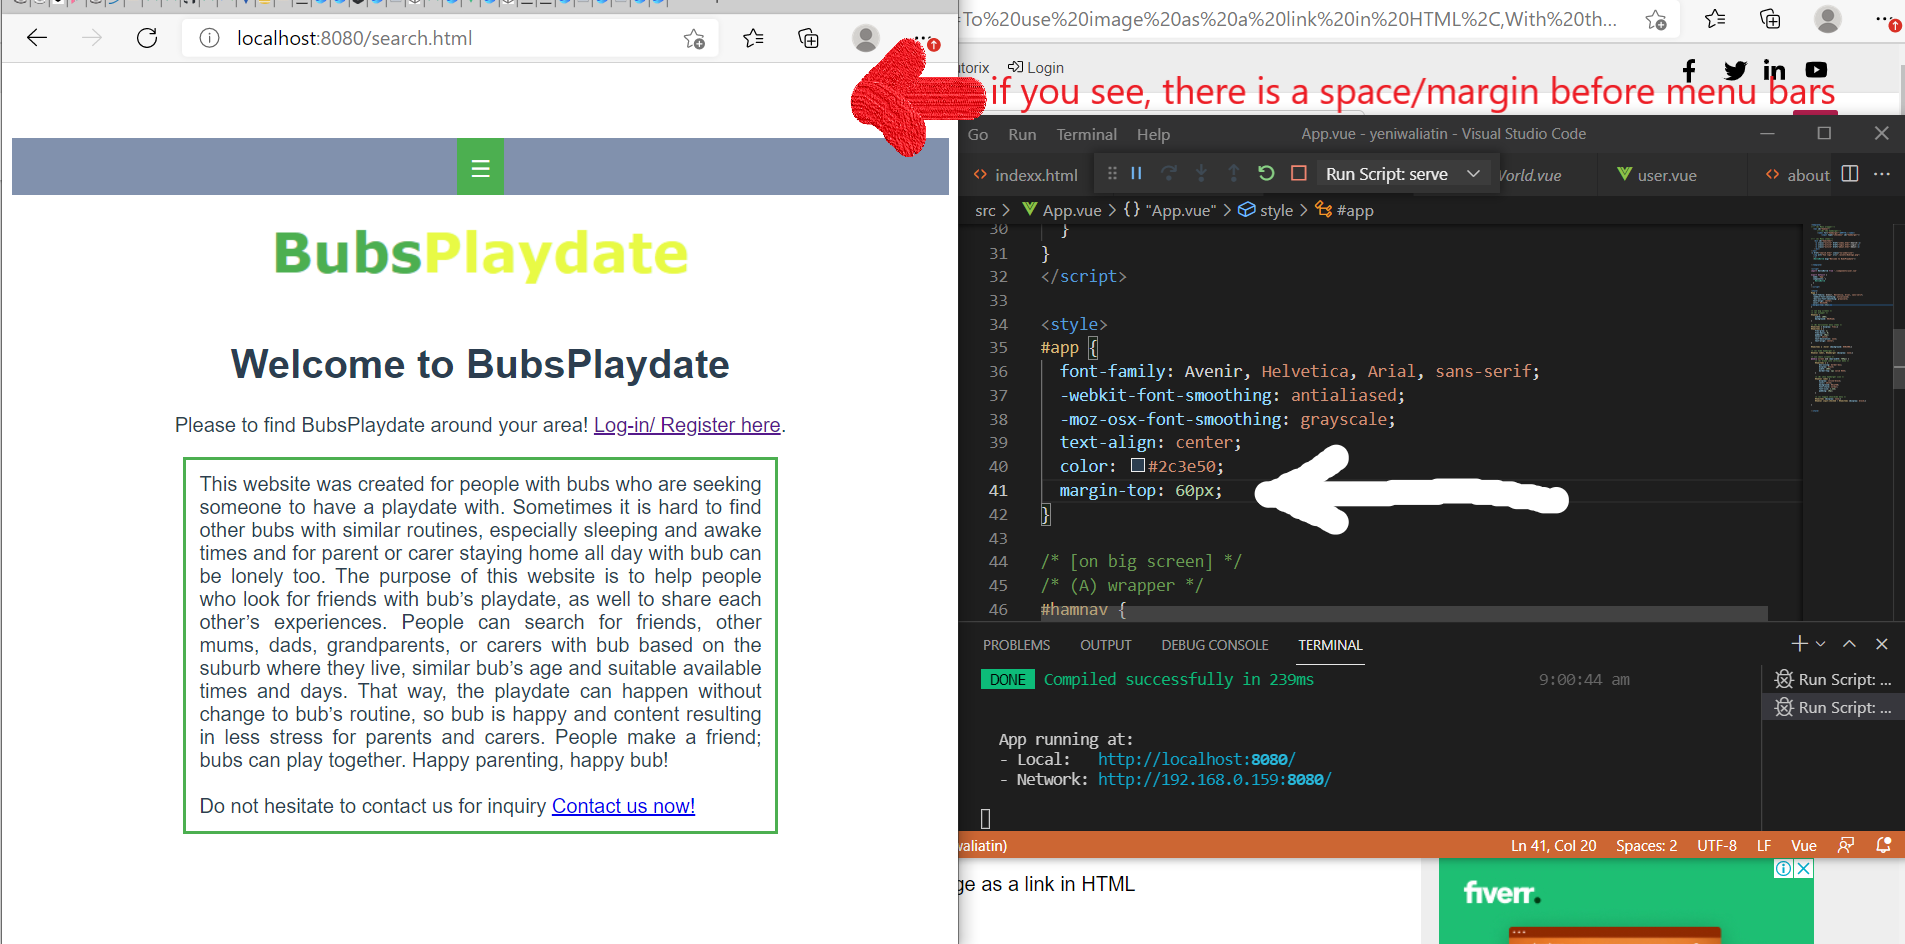 localhost:8080/search.html
=To%20use%20image%20as%20a%20link%20in%20HTML%2C,With%20th...
Login
if you see, there is a space/margin before menu bars
Go Run Terminal Help App.vue - yeniwaliatin - Visual Studio Code
indexx.html Run Script: serve World.vue user.vue about
src > App.vue > {} "App.vue" > style > #app
30 }
31 }
32 </script>
33
34 <style>
35 #app {
36 font-family: Avenir, Helvetica, Arial, sans-serif;
37 -webkit-font-smoothing: antialiased;
38 -moz-osx-font-smoothing: grayscale;
39 text-align: center;
40 color: #2c3e50;
41 margin-top: 60px;
42 }
43
44 /* [on big screen] */
45 /* (A) wrapper */
46 #hamnav {
PROBLEMS OUTPUT DEBUG CONSOLE TERMINAL
DONE Compiled successfully in 239ms 9:00:44 am
App running at:
- Local: http://localhost:8080/
- Network: http://192.168.0.159:8080/
Run Script: ...
Run Script: ...
waliatin) Ln 41, Col 20 Spaces: 2 UTF-8 LF Vue
ge as a link in HTML
fiverr.
BubsPlaydate
Welcome to BubsPlaydate
Please to find BubsPlaydate around your area! Log-in/ Register here.
This website was created for people with bubs who are seeking
someone to have a playdate with. Sometimes it is hard to find
other bubs with similar routines, especially sleeping and awake
times and for parent or carer staying home all day with bub can
be lonely too. The purpose of this website is to help people
who look for friends with bub’s playdate, as well to share each
other’s experiences. People can search for friends, other
mums, dads, grandparents, or carers with bub based on the
suburb where they live, similar bub’s age and suitable available
times and days. That way, the playdate can happen without
change to bub’s routine, so bub is happy and content resulting
in less stress for parents and carers. People make a friend;
bubs can play together. Happy parenting, happy bub!
Do not hesitate to contact us for inquiry Contact us now!